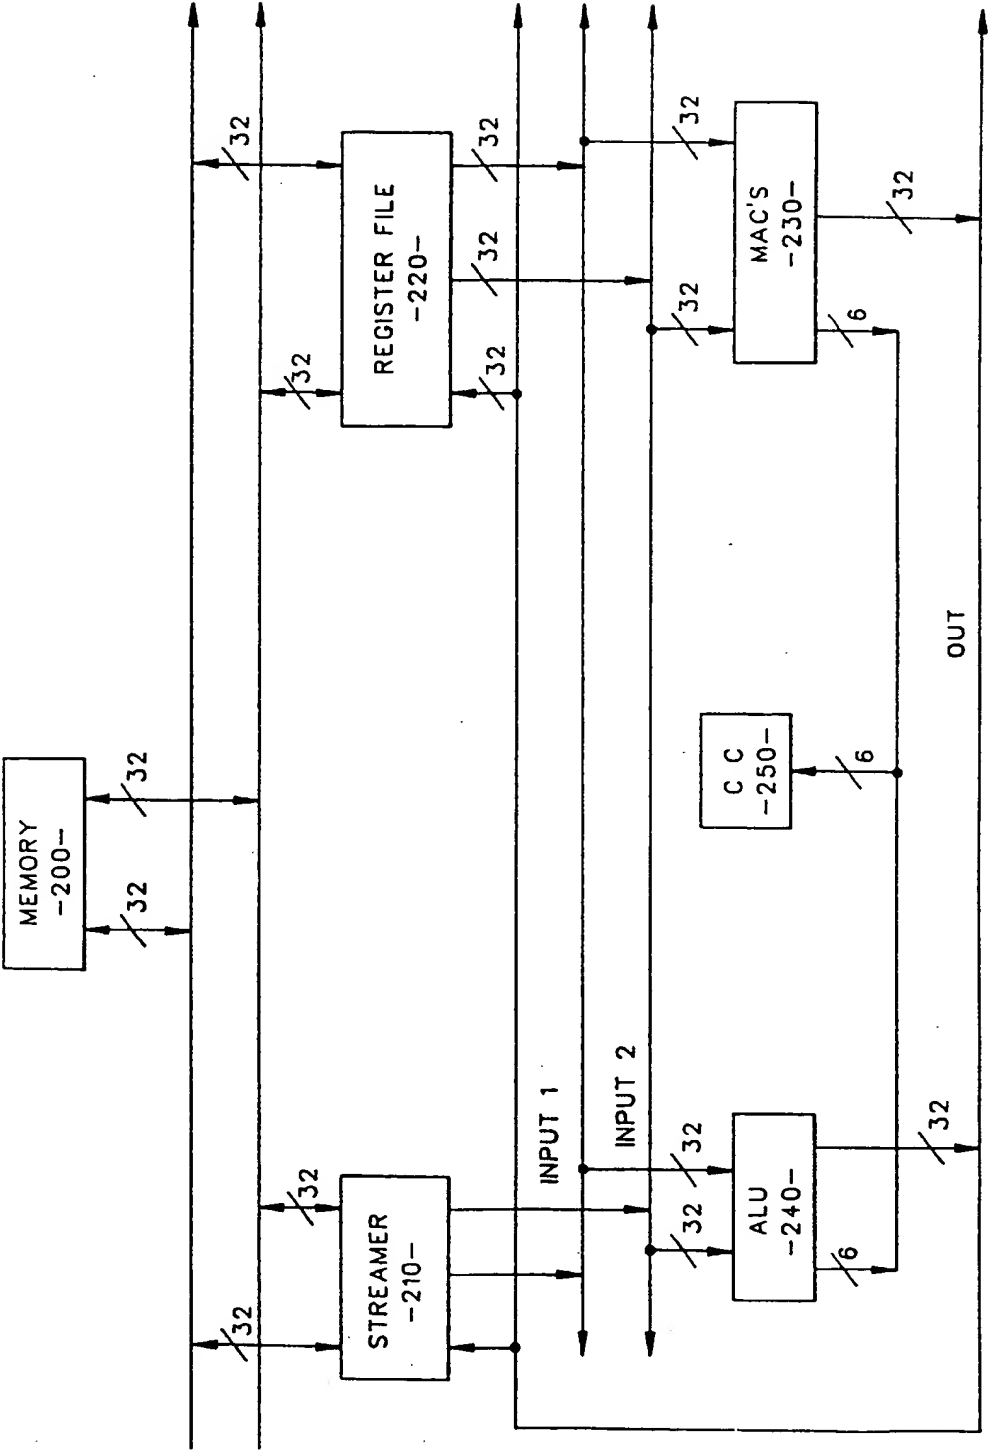 MEMORY
-200-
32
32
32
32
32
32
STREAMER
-210-
REGISTER FILE
-220-
32
32
32
INPUT 1
INPUT 2
32
32
32
32
ALU
-240-
C C
-250-
MAC'S
-230-
6
6
6
32
32
OUT